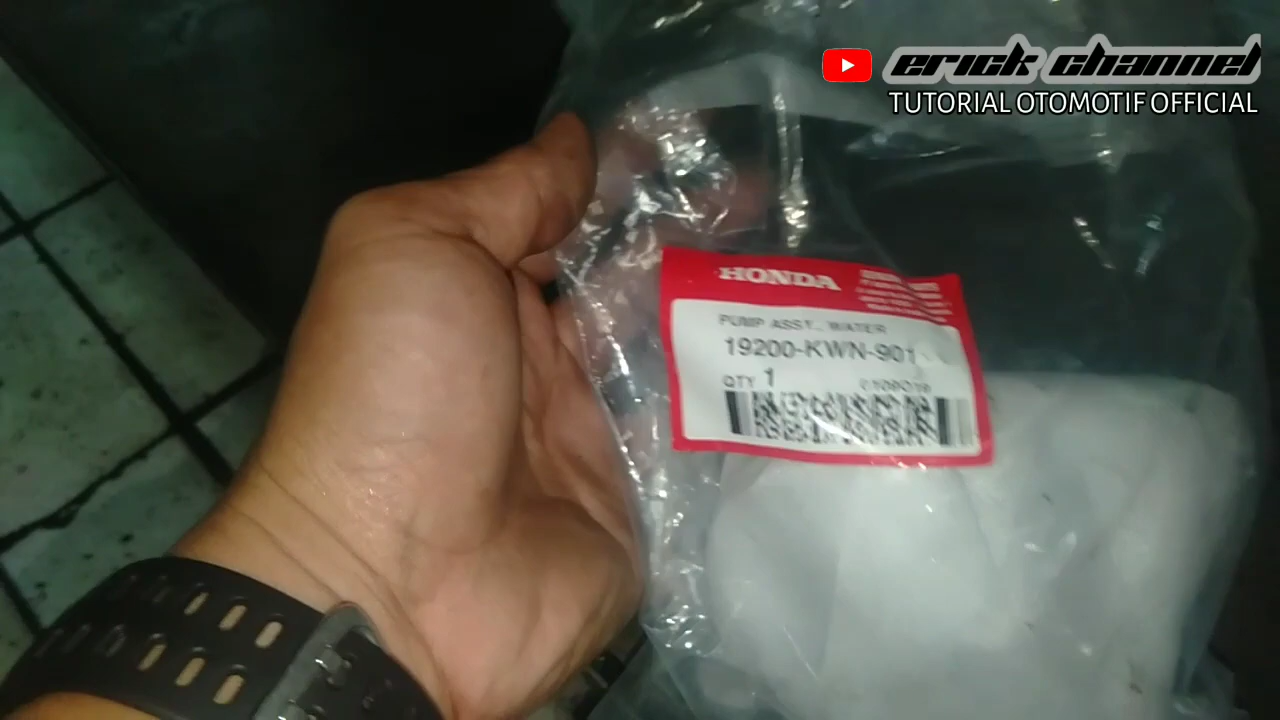 erick channel
TUTORIAL OTOMOTIF OFFICIAL
HONDA
PUMP ASSY., WATER
19200-KWN-901
QTY 1